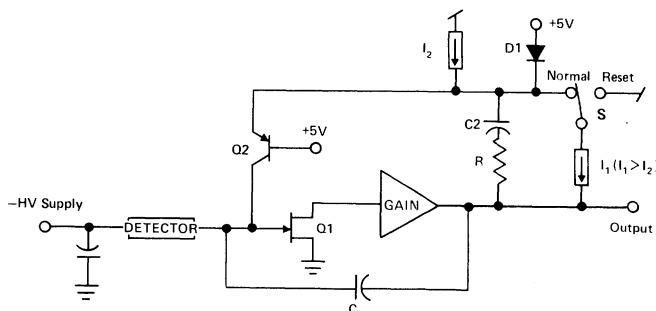 +5V
I₂
D1
Normal Reset
S
C2
+5V
Q2
R
I₁ (I₁ > I₂)
−HV Supply
DETECTOR
Q1
GAIN
Output
C